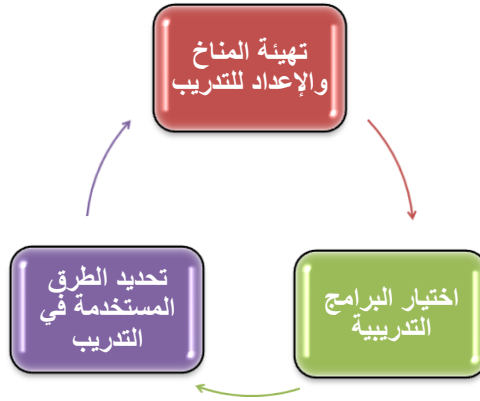 تهيئة المناخ
والإعداد للتدريب
اختيار البرامج
التدريبية
تحديد الطرق
المستخدمة في
التدريب